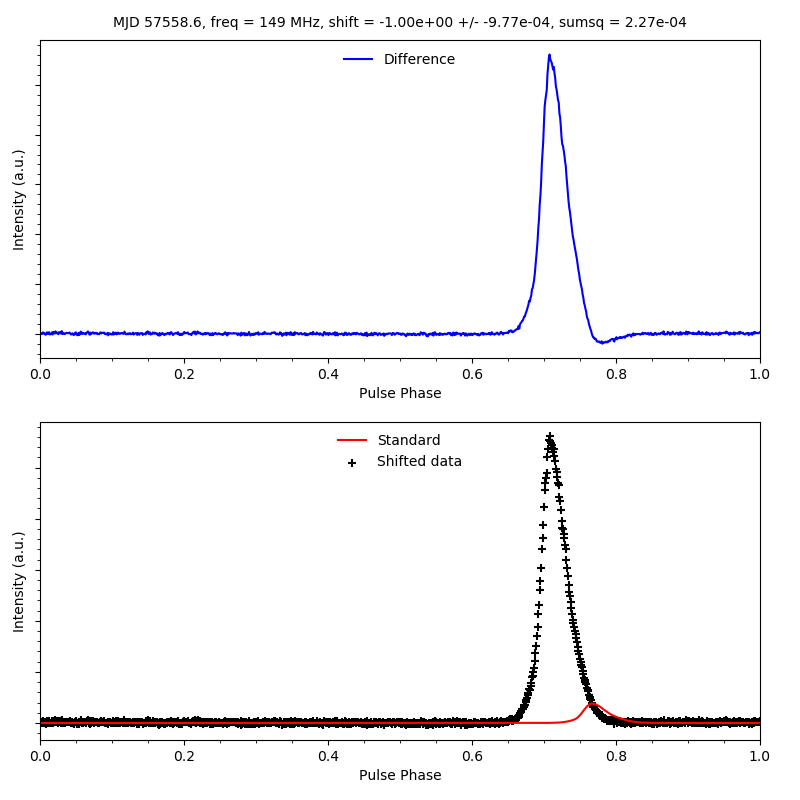 MJD 57558.6, freq = 149 MHz, shift = -1.00e+00 +/- -9.77e-04, sumsq = 2.27e-04
Difference
Intensity (a.u.)
0.0 0.2 0.4 0.6 0.8 1.0
Pulse Phase
Standard
Shifted data
Intensity (a.u.)
0.0 0.2 0.4 0.6 0.8 1.0
Pulse Phase